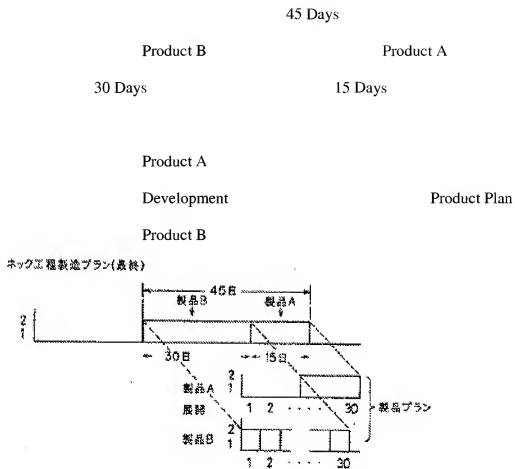 45 Days
Product B Product A
30 Days 15 Days
Product A
Development Product Plan
Product B
ネック工程製造プラン(最終)
45日
製品B 製品A
2
1
30日 15日
製品A 2
1
展開 1 2 ····· 30 製品プラン
製品B 2
1
1 2 ····· 30